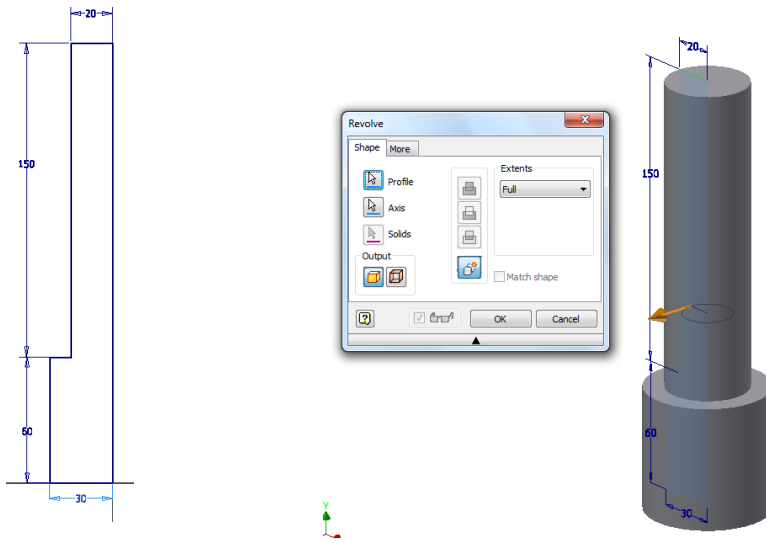 20
150
60
30
Revolve
Shape More
Profile
Axis
Solids
Output
Extents
Full
Match shape
OK Cancel
20
150
60
30
Y